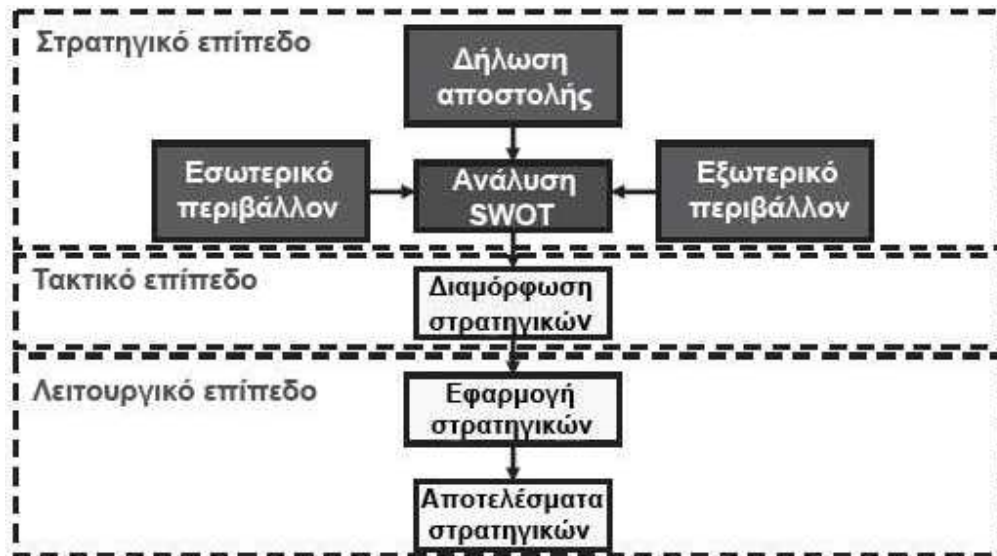 Στρατηγικό επίπεδο
Δήλωση
αποστολής
Εσωτερικό
περιβάλλον
Ανάλυση
SWOT
Εξωτερικό
περιβάλλον
Τακτικό επίπεδο
Διαμόρφωση
στρατηγικών
Λειτουργικό επίπεδο
Εφαρμογή
στρατηγικών
Αποτελέσματα
στρατηγικών